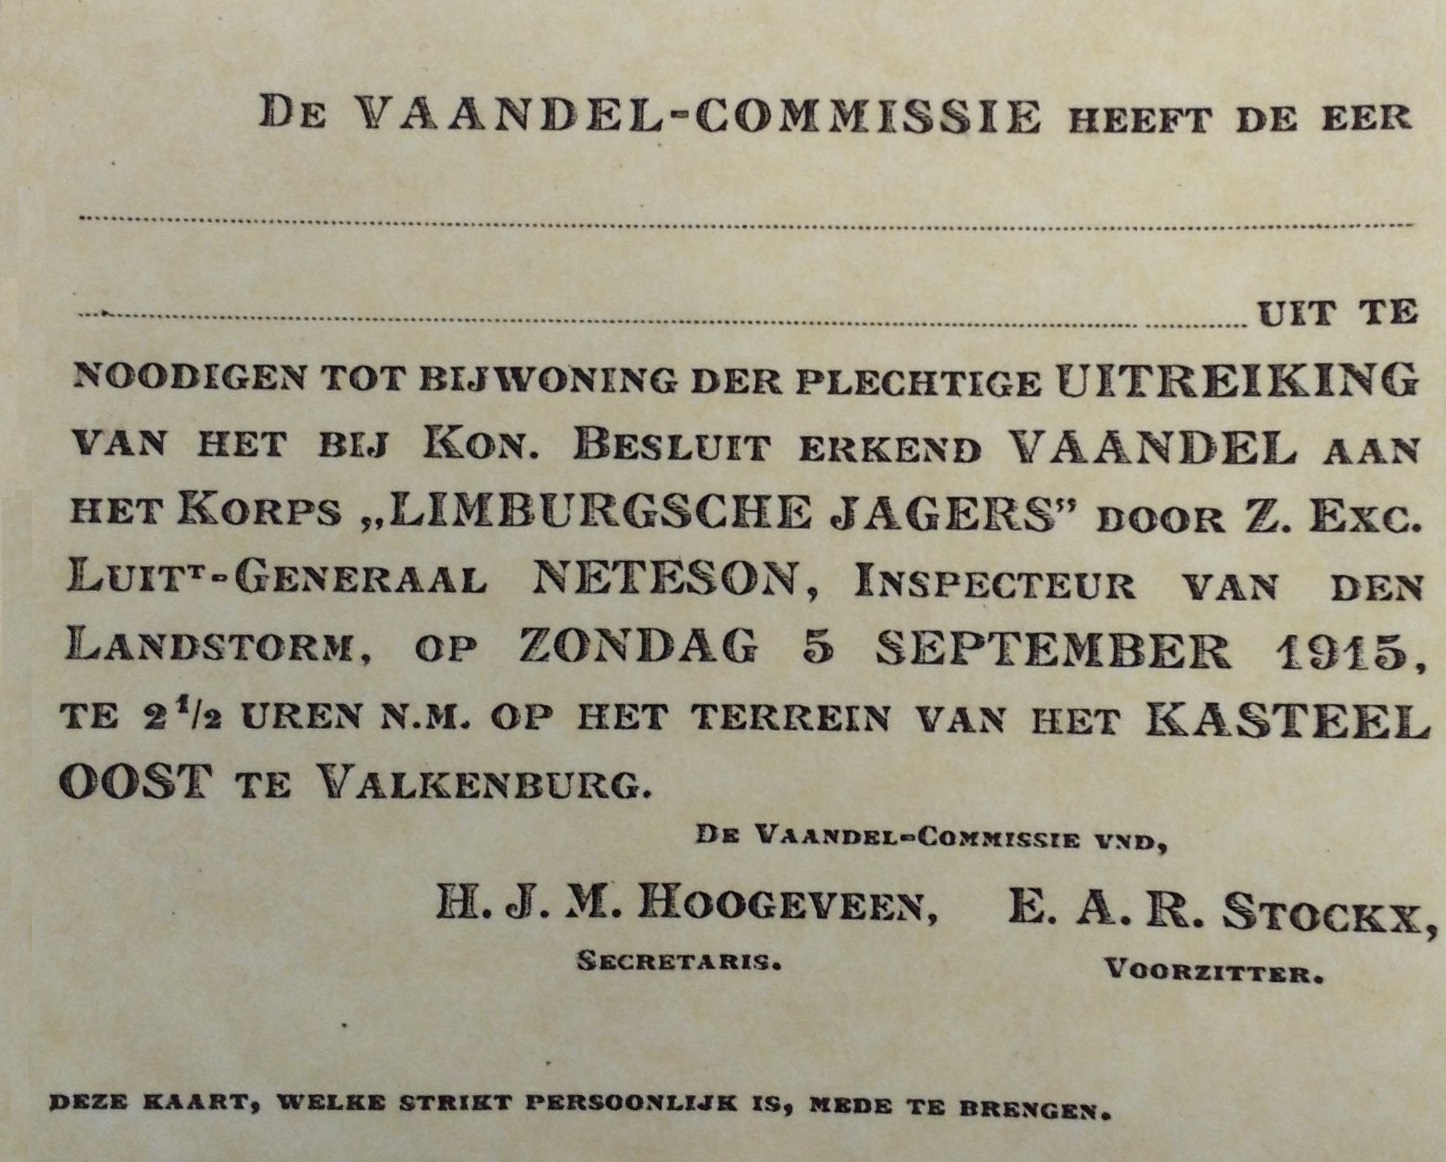 De VAANDEL-COMMISSIE HEEFT DE EER
UIT TE
NOODIGEN TOT BIJWONING DER PLECHTIGE UITREIKING
VAN HET BIJ KON. BESLUIT ERKEND VAANDEL AAN
HET KORPS „LIMBURGSCHE JAGERS” DOOR Z. EXC.
LUITT-GENERAAL NETESON, INSPECTEUR VAN DEN
LANDSTORM, OP ZONDAG 5 SEPTEMBER 1915,
TE 2 1/2 UREN N.M. OP HET TERREIN VAN HET KASTEEL
OOST TE VALKENBURG.
DE VAANDEL-COMMISSIE VND,
H. J. M. HOOGEVEEN, E. A. R. STOCKX,
SECRETARIS. VOORZITTER.
DEZE KAART, WELKE STRIKT PERSOONLIJK IS, MEDE TE BRENGEN.